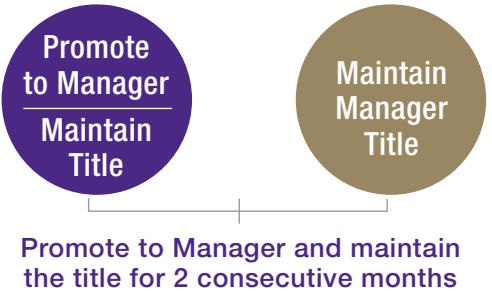 Promote
to Manager
Maintain
Title
Maintain
Manager
Title
Promote to Manager and maintain
the title for 2 consecutive months